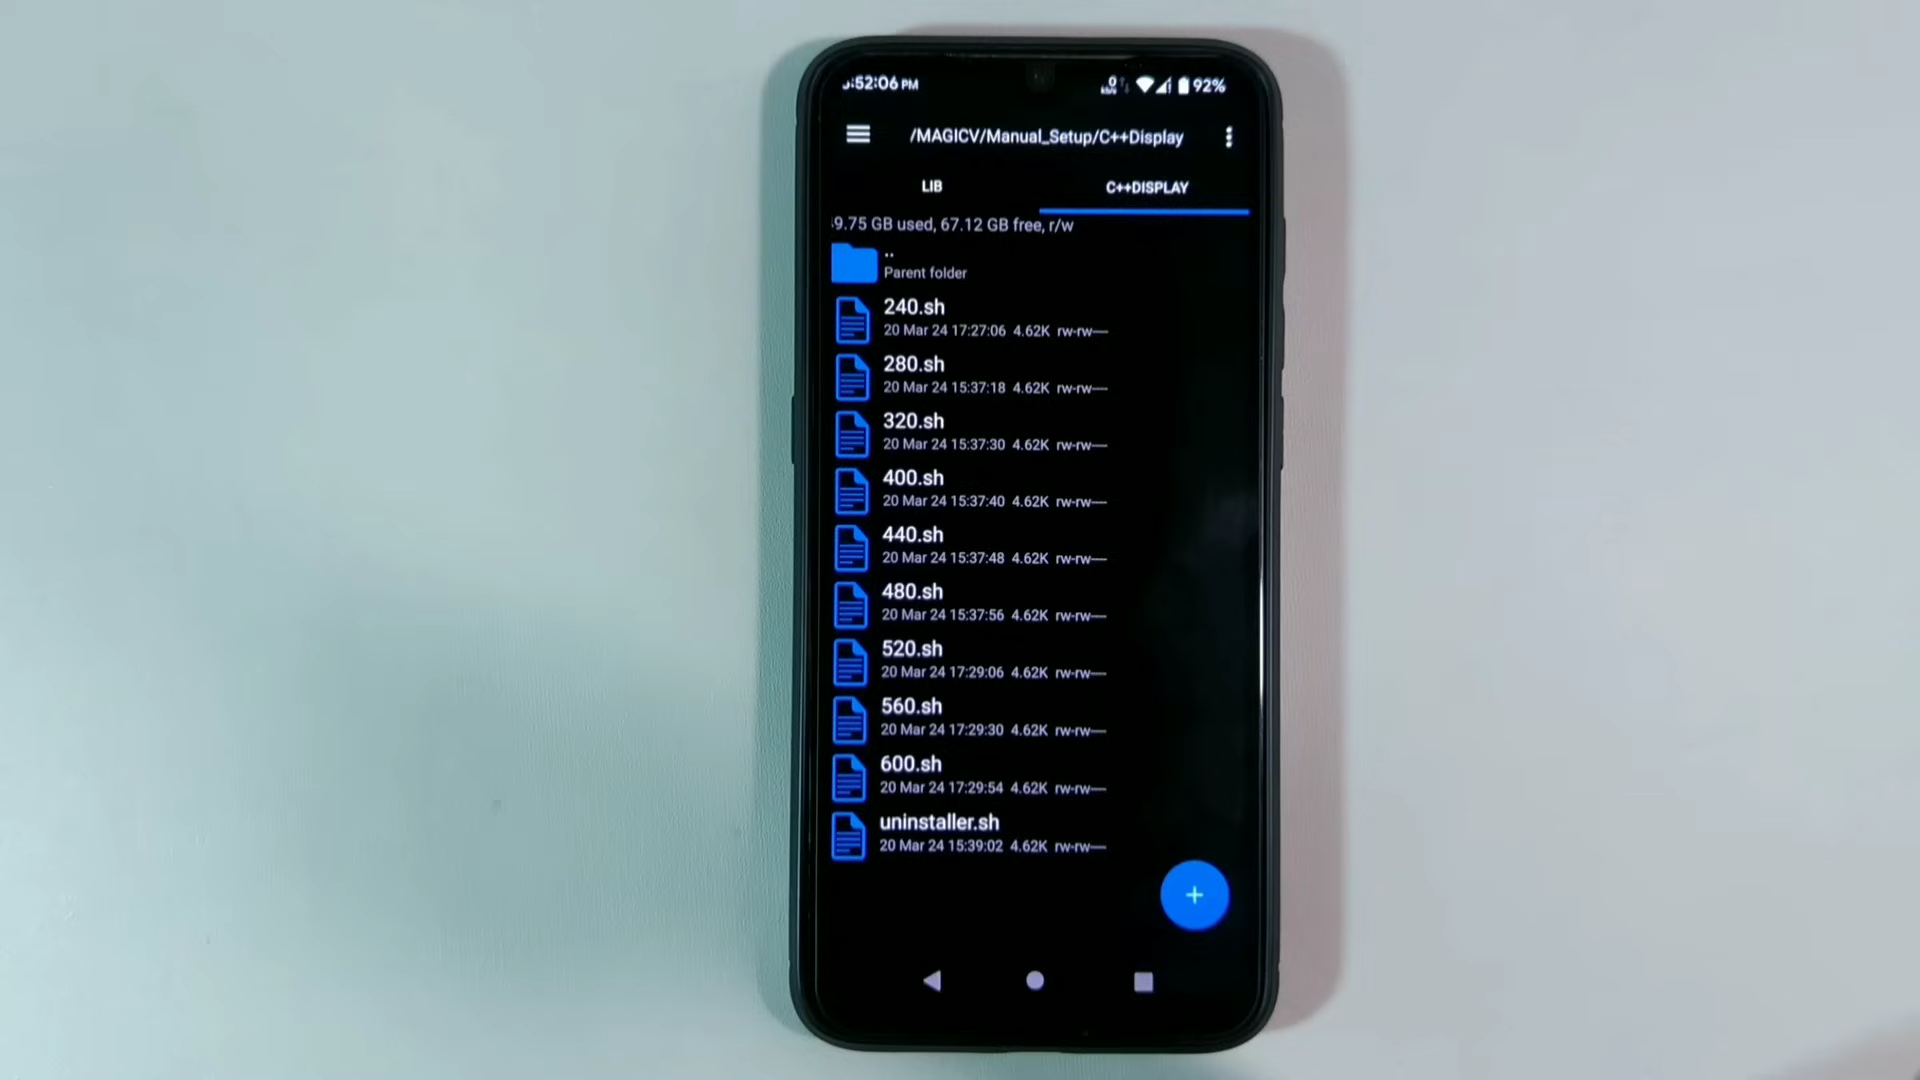 :52:06 PM
0 92%
/MAGICV/Manual_Setup/C++Display
LIB
C++DISPLAY
9.75 GB used, 67.12 GB free, r/w
..
Parent folder
240.sh
20 Mar 24 17:27:06 4.62K rw-rw----
280.sh
20 Mar 24 15:37:18 4.62K rw-rw----
320.sh
20 Mar 24 15:37:30 4.62K rw-rw----
400.sh
20 Mar 24 15:37:40 4.62K rw-rw----
440.sh
20 Mar 24 15:37:48 4.62K rw-rw----
480.sh
20 Mar 24 15:37:56 4.62K rw-rw----
520.sh
20 Mar 24 17:29:06 4.62K rw-rw----
560.sh
20 Mar 24 17:29:30 4.62K rw-rw----
600.sh
20 Mar 24 17:29:54 4.62K rw-rw----
uninstaller.sh
20 Mar 24 15:39:02 4.62K rw-rw----
+